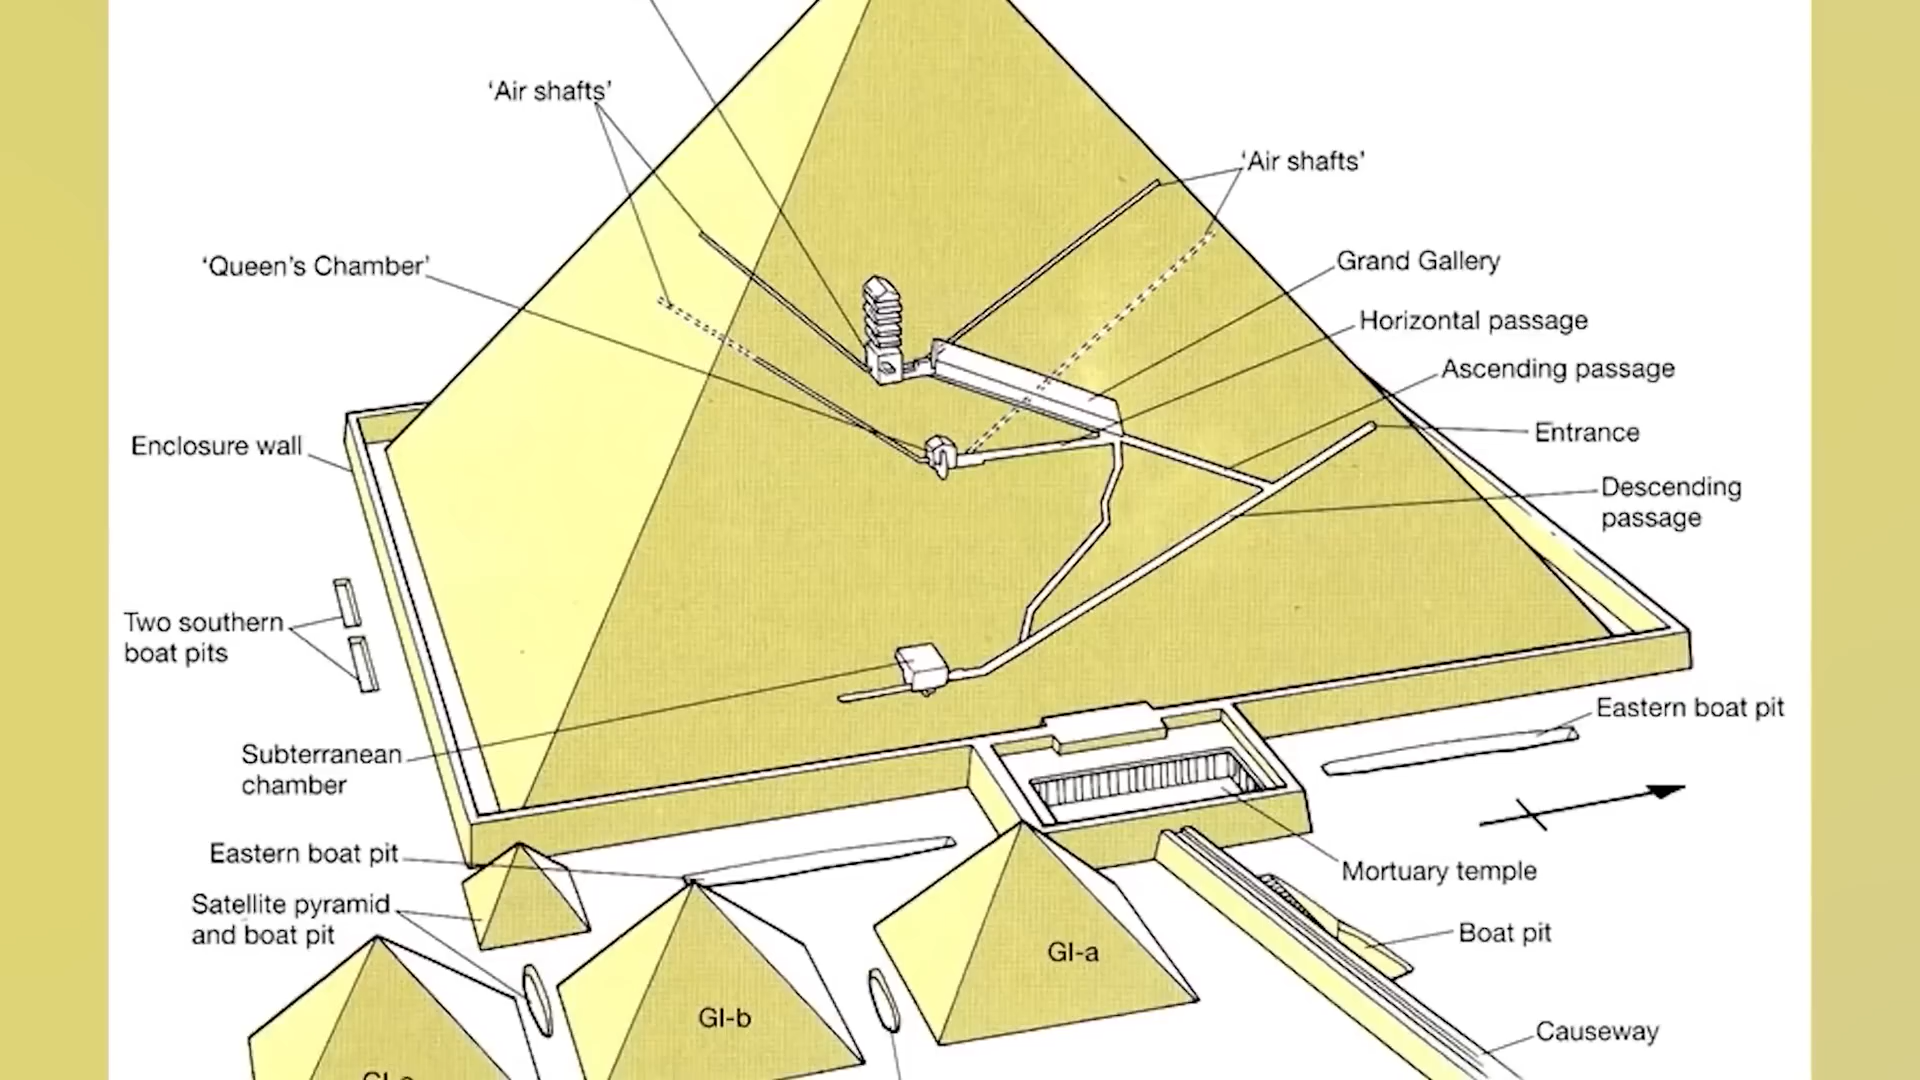 ‘Air shafts’
‘Air shafts’
‘Queen’s Chamber’
Grand Gallery
Horizontal passage
Ascending passage
Entrance
Enclosure wall
Descending
passage
Two southern
boat pits
Eastern boat pit
Subterranean
chamber
Eastern boat pit
Mortuary temple
Satellite pyramid
and boat pit
Boat pit
GI-a
GI-b
Causeway